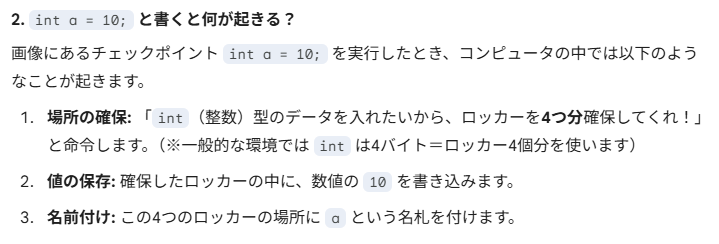 2. int a = 10; と書くと何が起きる？
画像にあるチェックポイント int a = 10; を実行したとき、コンピュータの中では以下のよう
なことが起きます。
1. 場所の確保: 「int（整数）型のデータを入れたいから、ロッカーを4つ分確保してくれ！」
と命令します。（※一般的な環境では int は4バイト＝ロッカー4個分を使います）
2. 値の保存: 確保したロッカーの中に、数値の 10 を書き込みます。
3. 名前付け: この4つのロッカーの場所に a という名札を付けます。